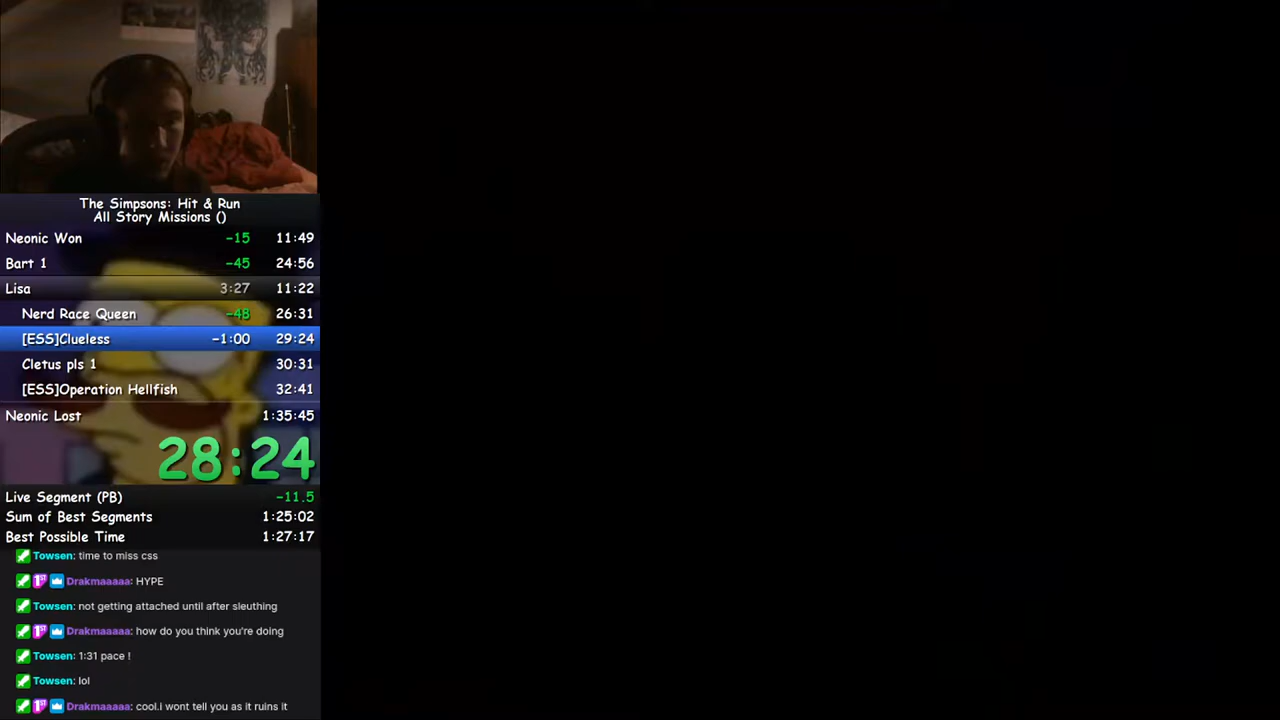 The Simpsons: Hit & Run
All Story Missions ()
Neonic Won -15 11:49
Bart 1 -45 24:56
Lisa 3:27 11:22
Nerd Race Queen -48 26:31
[ESS]Clueless -1:00 29:24
Cletus pls 1 30:31
[ESS]Operation Hellfish 32:41
Neonic Lost 1:35:45
28:24
Live Segment (PB) -11.5
Sum of Best Segments 1:25:02
Best Possible Time 1:27:17
Towsen: time to miss css
1ST Drakmaaaaa: HYPE
Towsen: not getting attached until after sleuthing
1ST Drakmaaaaa: how do you think you're doing
Towsen: 1:31 pace !
Towsen: lol
1ST Drakmaaaaa: cool.i wont tell you as it ruins it